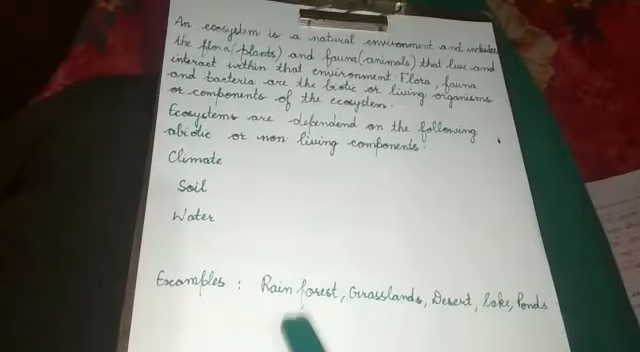 An ecosystem is a natural environment and includes
the flora(plants) and fauna(animals) that live and
interact within that environment. Flora, fauna
and bacteria are the biotic or living organisms
or components of the ecosystem.
Ecosystems are dependend on the following
abiotic or non living components.
Climate
Soil
Water
Examples : Rain forest, Grasslands, Desert, lake, Ponds